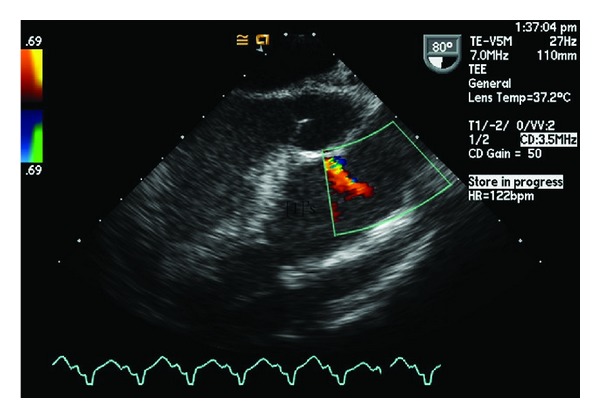 1:37:04 pm
.69
80°
TE-V5M 27Hz
7.0MHz 110mm
TEE
General
Lens Temp=37.2°C
T1/-2/ 0/VV:2
1/2 CD:3.5MHz
CD Gain = 50
.69
Store in progress
HR=122bpm